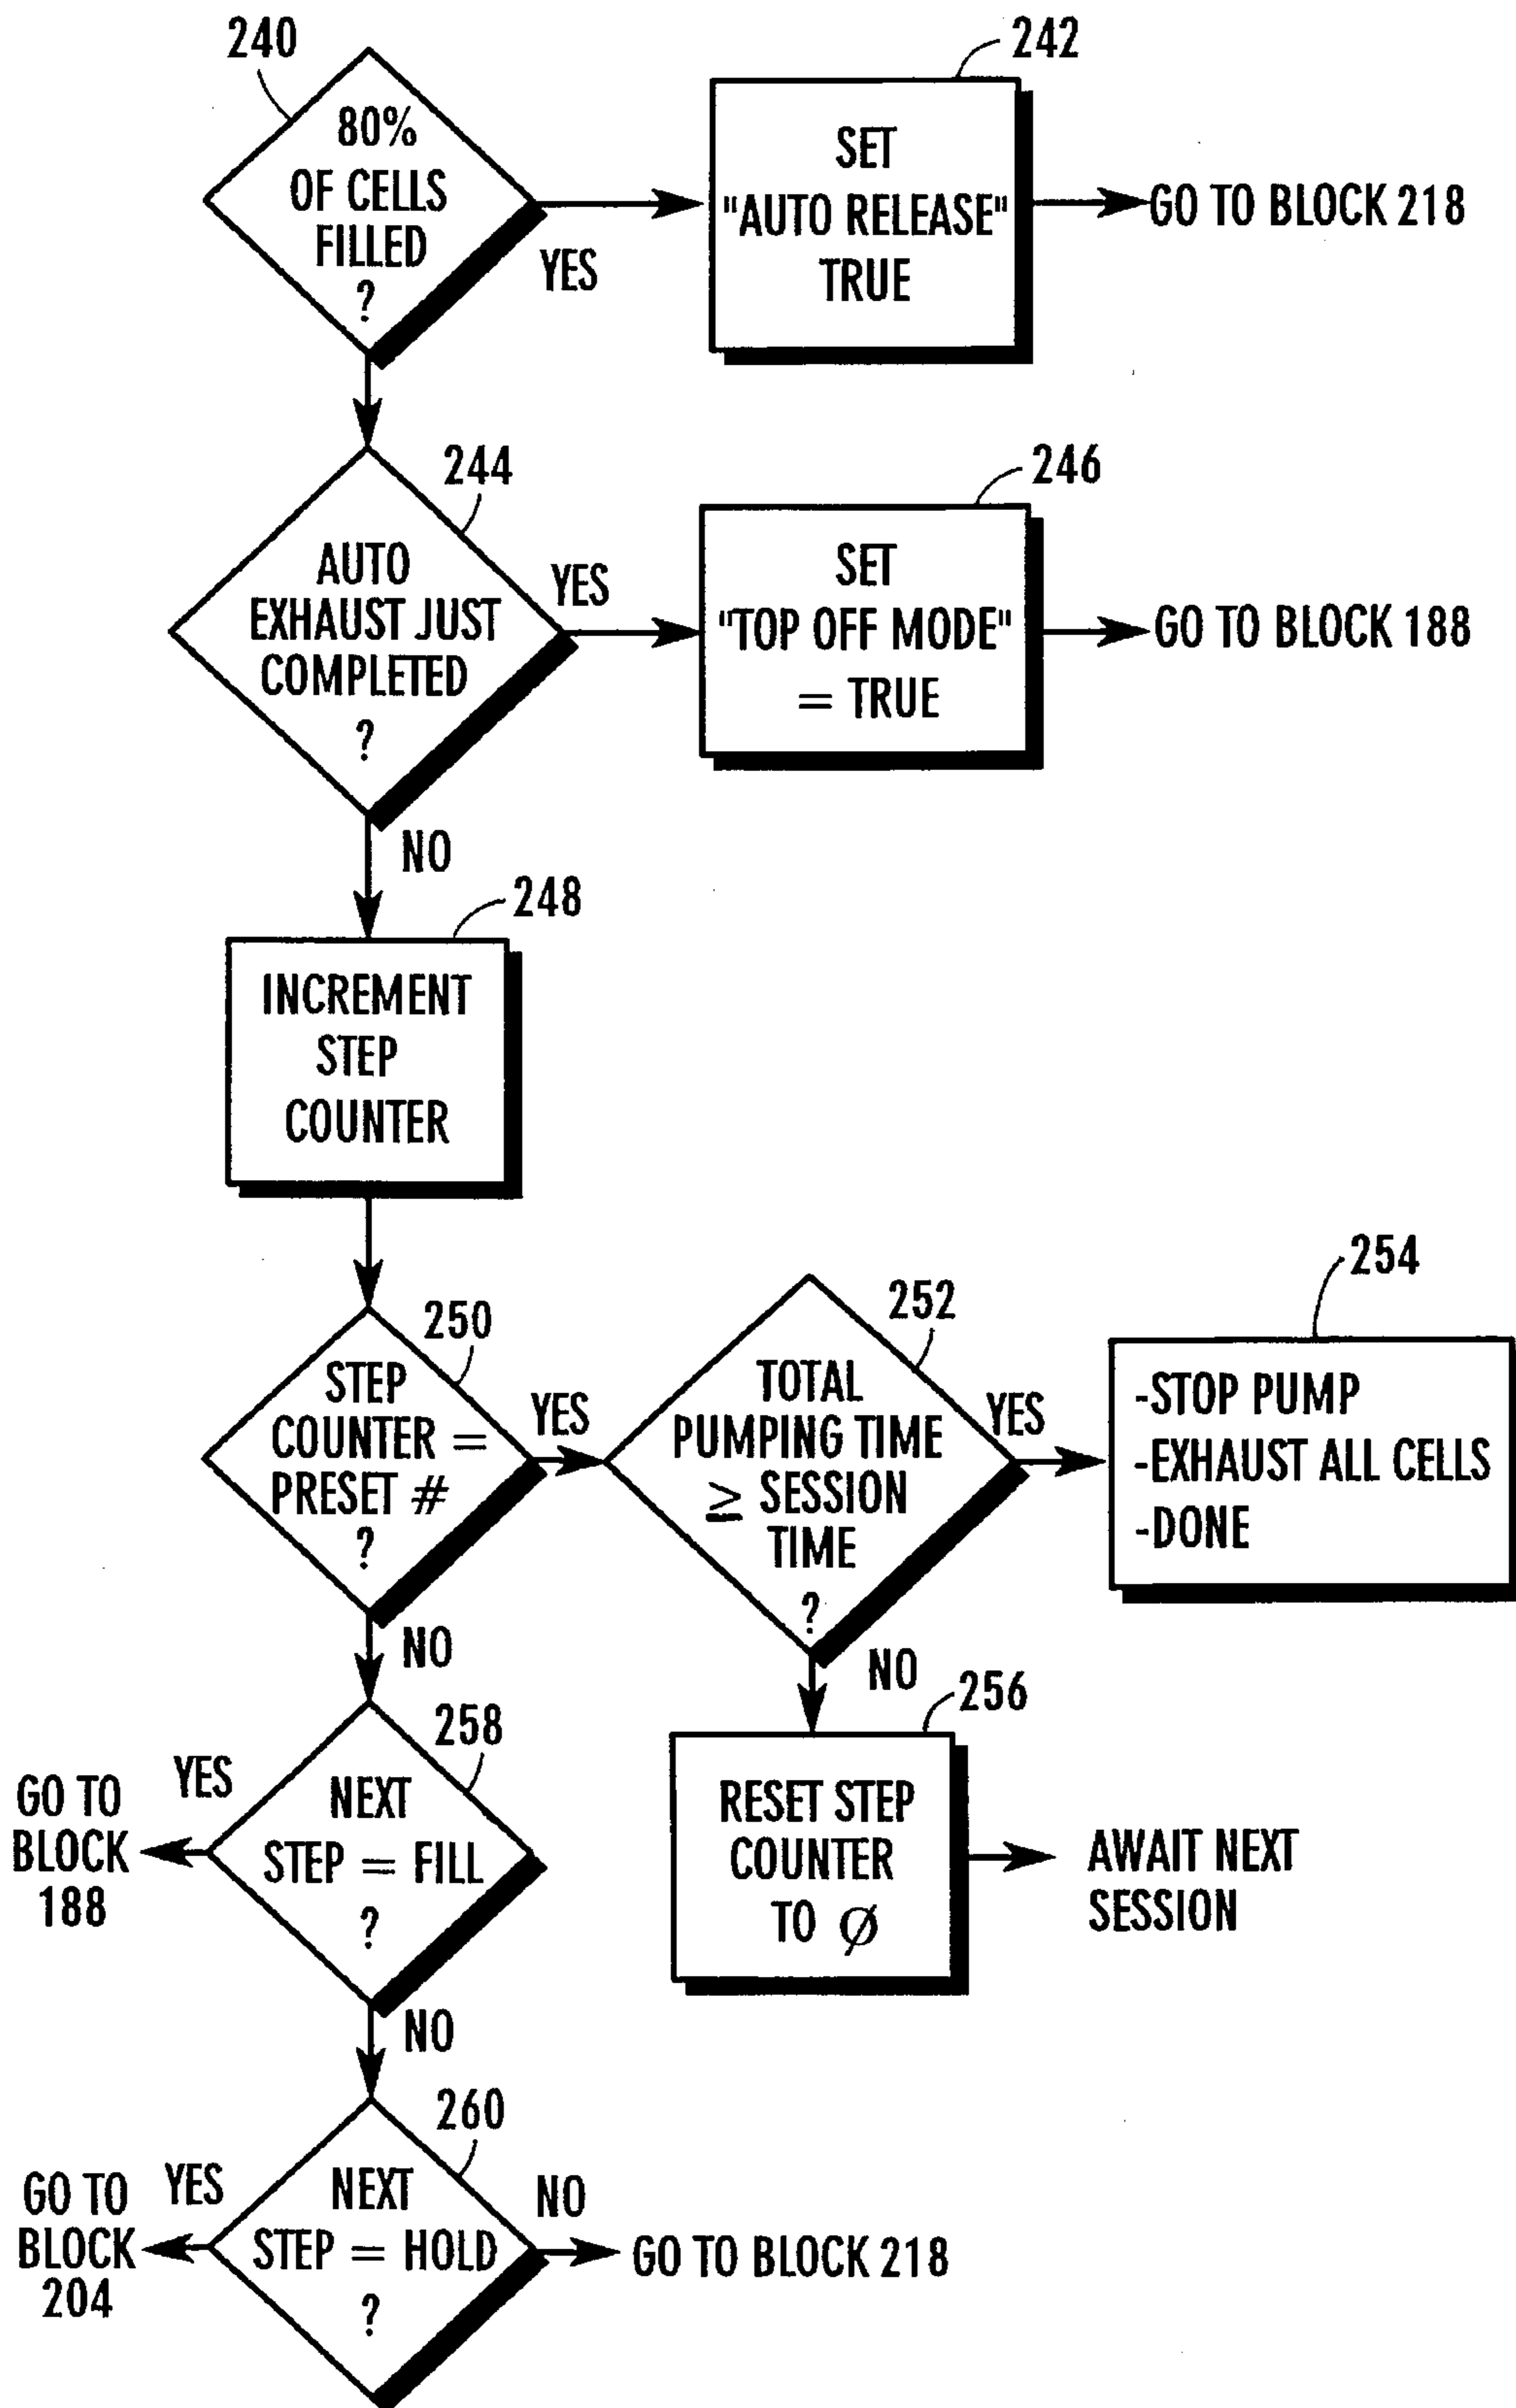 240
80%
OF CELLS
FILLED
?
YES
242
SET
"AUTO RELEASE"
TRUE
GO TO BLOCK 218
244
AUTO
EXHAUST JUST
COMPLETED
?
YES
246
SET
"TOP OFF MODE"
= TRUE
GO TO BLOCK 188
NO
248
INCREMENT
STEP
COUNTER
250
STEP
COUNTER =
PRESET #
?
YES
252
TOTAL
PUMPING TIME
≥ SESSION
TIME
?
YES
254
-STOP PUMP
-EXHAUST ALL CELLS
-DONE
NO
256
RESET STEP
COUNTER
TO Ø
AWAIT NEXT
SESSION
NO
258
NEXT
STEP = FILL
?
YES
GO TO
BLOCK
188
NO
260
NEXT
STEP = HOLD
?
YES
GO TO
BLOCK
204
NO
GO TO BLOCK 218